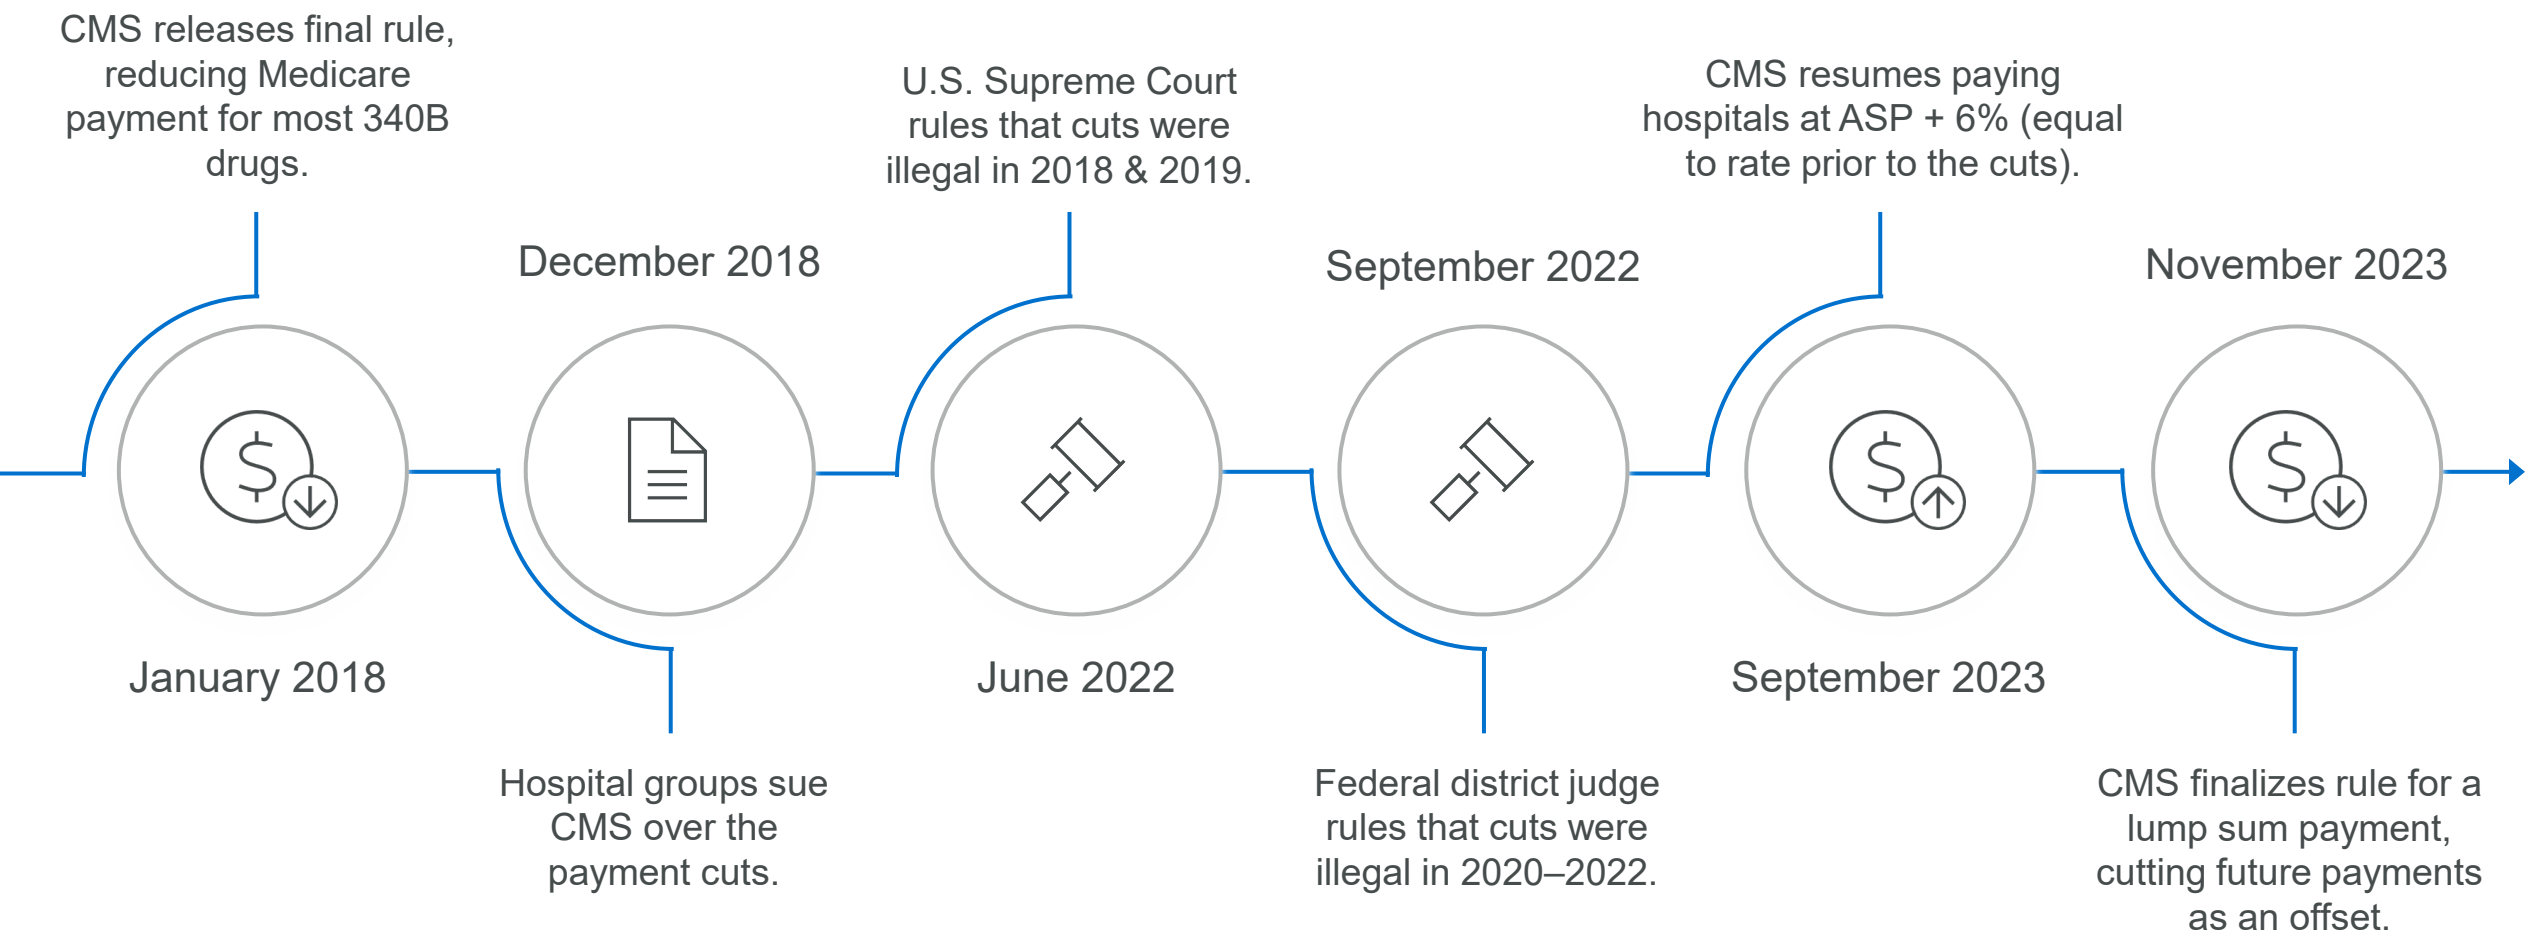 CMS releases final rule,
reducing Medicare
payment for most 340B
drugs.
January 2018
December 2018
Hospital groups sue
CMS over the
payment cuts.
U.S. Supreme Court
rules that cuts were
illegal in 2018 & 2019.
June 2022
September 2022
Federal district judge
rules that cuts were
illegal in 2020–2022.
CMS resumes paying
hospitals at ASP + 6% (equal
to rate prior to the cuts).
September 2023
November 2023
CMS finalizes rule for a
lump sum payment,
cutting future payments
as an offset.
$
$
$